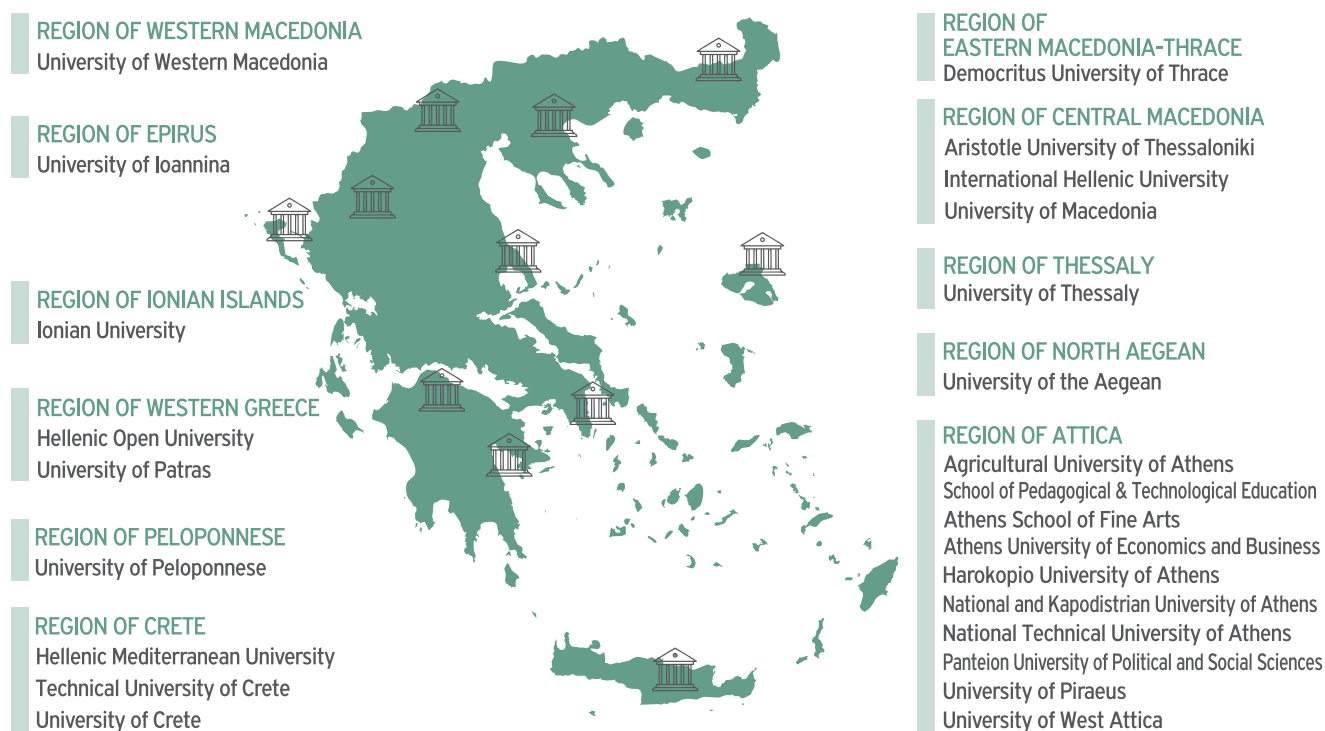 REGION OF WESTERN MACEDONIA
University of Western Macedonia
REGION OF EPIRUS
University of Ioannina
REGION OF IONIAN ISLANDS
Ionian University
REGION OF WESTERN GREECE
Hellenic Open University
University of Patras
REGION OF PELOPONNESE
University of Peloponnese
REGION OF CRETE
Hellenic Mediterranean University
Technical University of Crete
University of Crete
REGION OF
EASTERN MACEDONIA-THRACE
Democritus University of Thrace
REGION OF CENTRAL MACEDONIA
Aristotle University of Thessaloniki
International Hellenic University
University of Macedonia
REGION OF THESSALY
University of Thessaly
REGION OF NORTH AEGEAN
University of the Aegean
REGION OF ATTICA
Agricultural University of Athens
School of Pedagogical & Technological Education
Athens School of Fine Arts
Athens University of Economics and Business
Harokopio University of Athens
National and Kapodistrian University of Athens
National Technical University of Athens
Panteion University of Political and Social Sciences
University of Piraeus
University of West Attica